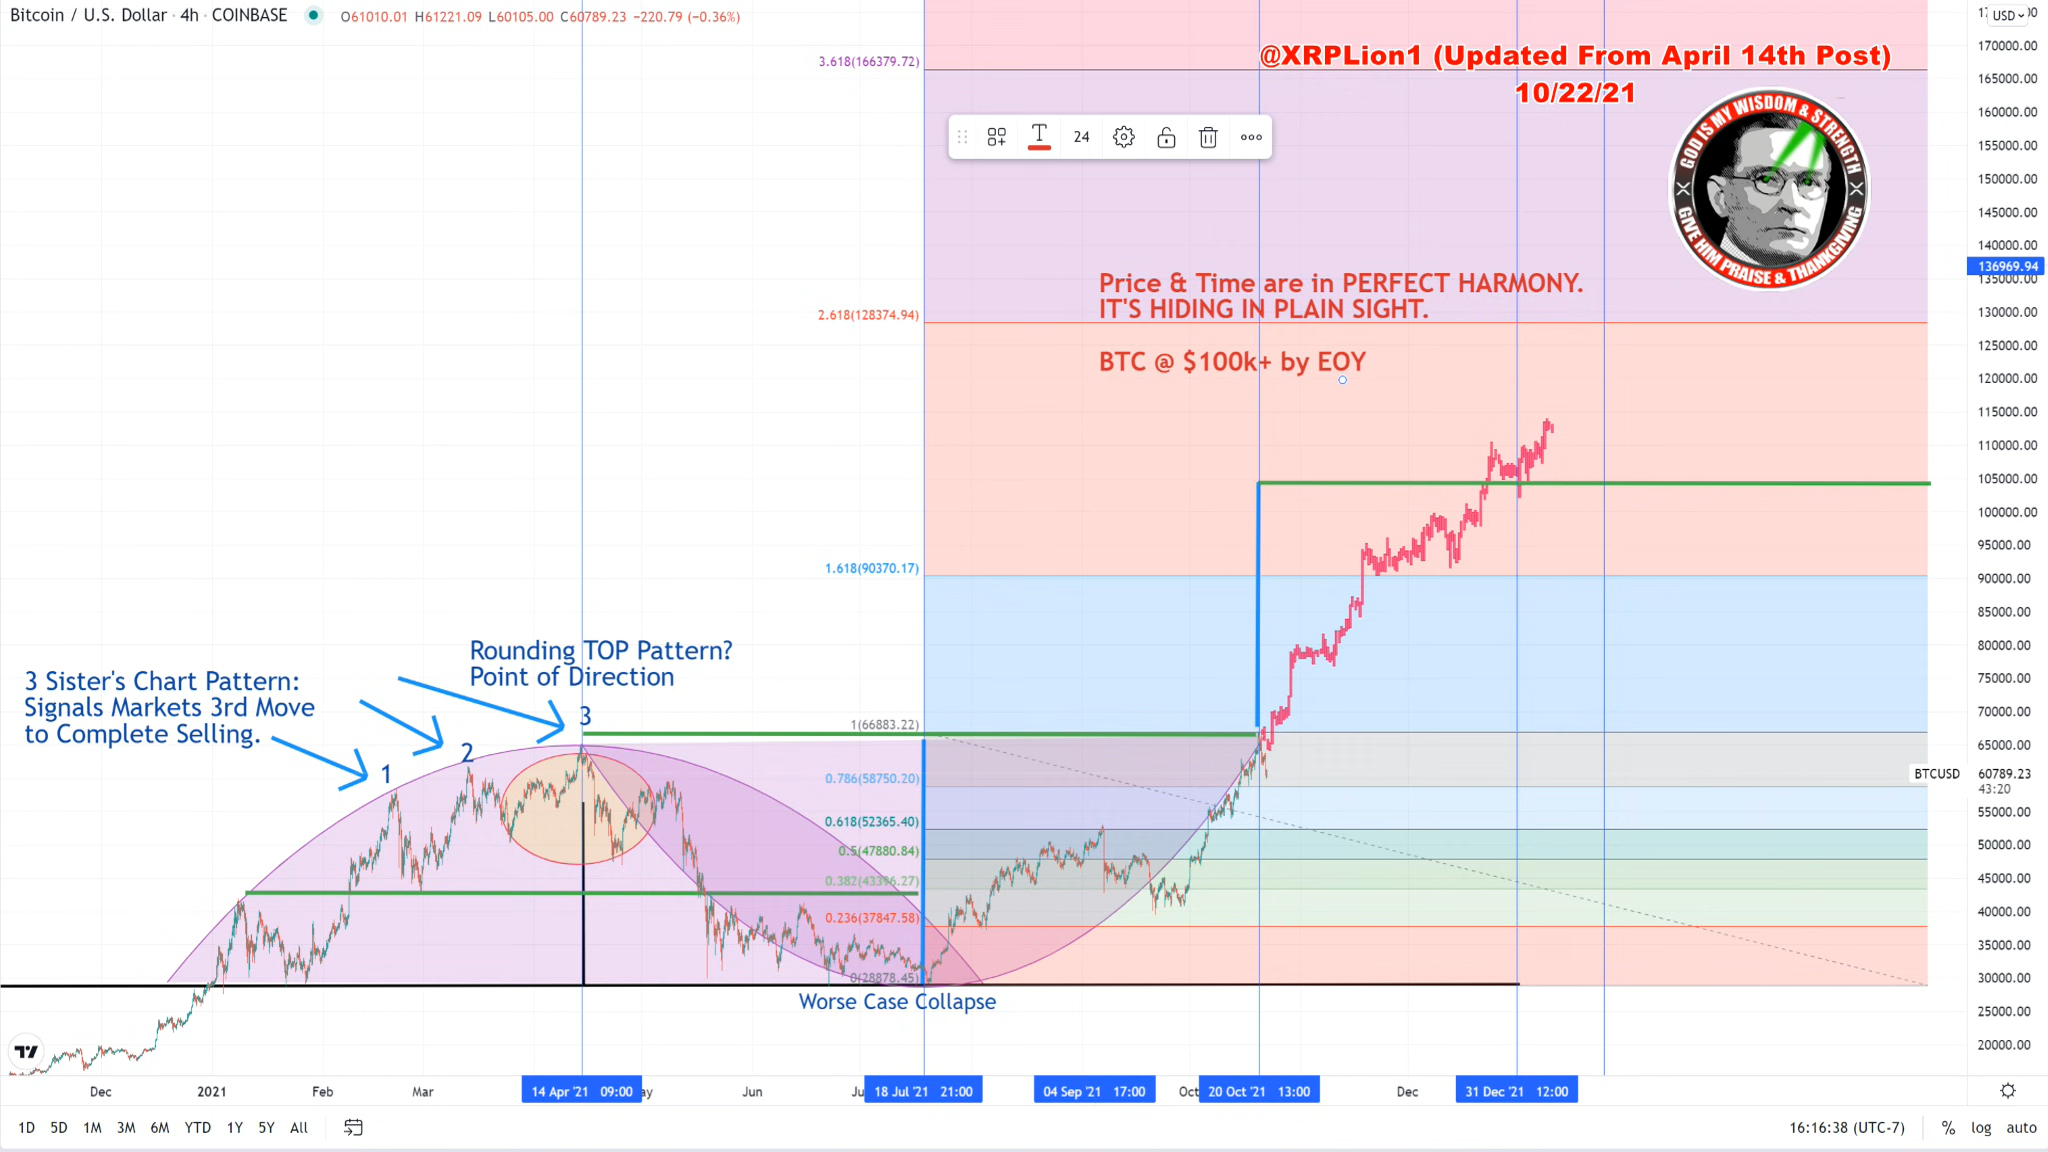 Bitcoin / U.S. Dollar · 4h · COINBASE
O61010.01 H61221.09 L60105.00 C60789.23 −220.79 (−0.36%)
USD
@XRPLion1 (Updated From April 14th Post)
10/22/21
GOD IS MY WISDOM & STRENGTH
X X
GIVE HIM PRAISE & THANKGIVING
24
Price & Time are in PERFECT HARMONY.
IT'S HIDING IN PLAIN SIGHT.
BTC @ $100k+ by EOY
3.618(166379.72)
2.618(128374.94)
1.618(90370.17)
1(66883.22)
0.786(58750.20)
0.618(52365.40)
0.5(47880.84)
0.382(43396.27)
0.236(37847.58)
0(28878.45)
Rounding TOP Pattern?
Point of Direction
3 Sister's Chart Pattern:
Signals Markets 3rd Move
to Complete Selling.
1
2
3
Worse Case Collapse
170000.00
165000.00
160000.00
155000.00
150000.00
145000.00
140000.00
136969.94
135000.00
130000.00
125000.00
120000.00
115000.00
110000.00
105000.00
100000.00
95000.00
90000.00
85000.00
80000.00
75000.00
70000.00
65000.00
BTCUSD 60789.23
43:20
55000.00
50000.00
45000.00
40000.00
35000.00
30000.00
25000.00
20000.00
Dec 2021 Feb Mar 14 Apr '21 09:00 ay Jun Ju 18 Jul '21 21:00 04 Sep '21 17:00 Oct 20 Oct '21 13:00 Dec 31 Dec '21 12:00
1D 5D 1M 3M 6M YTD 1Y 5Y All
16:16:38 (UTC-7) % log auto